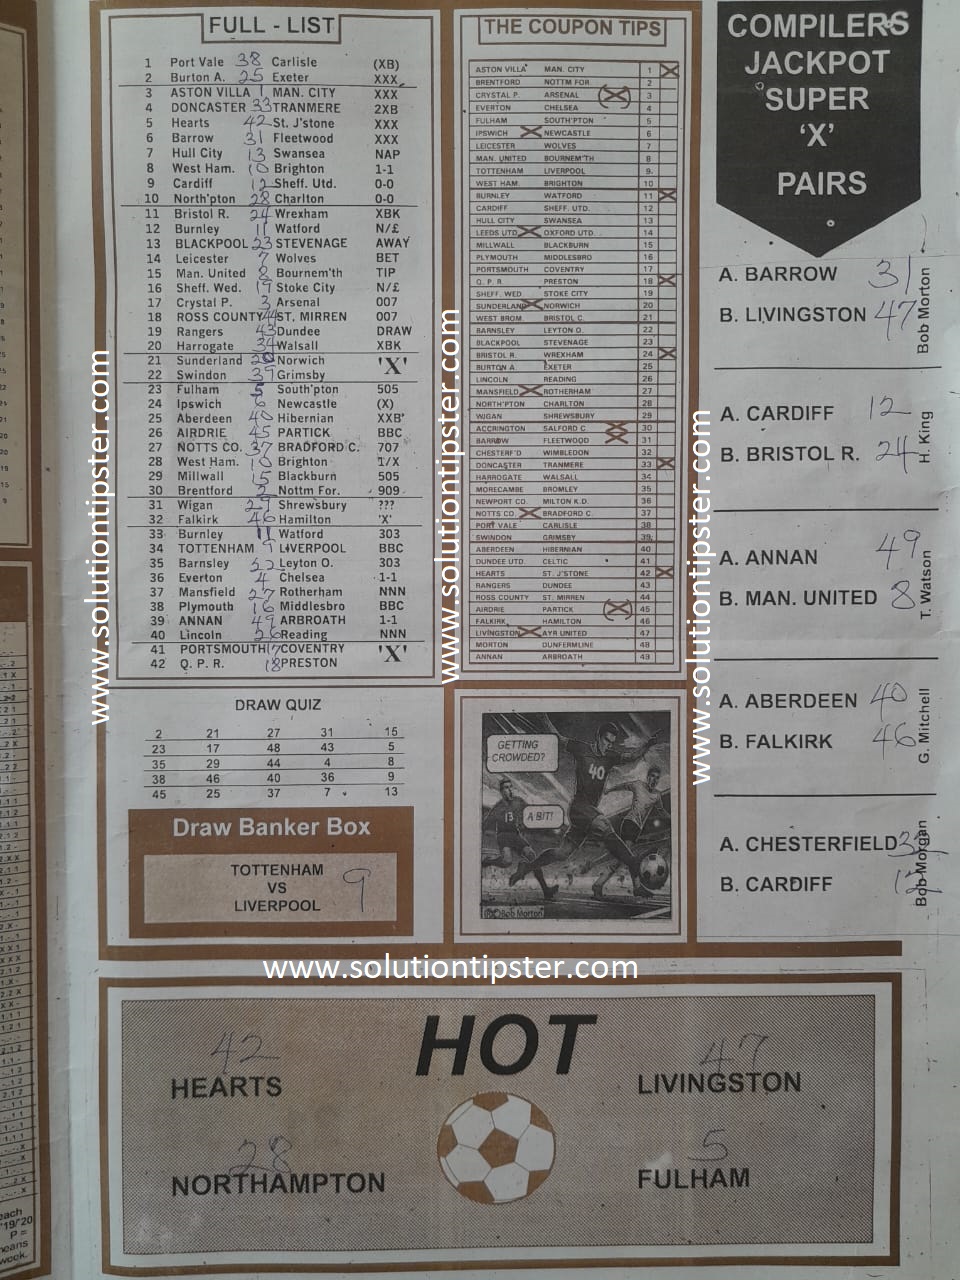 FULL - LIST
1 Port Vale 38 Carlisle (XB)
2 Burton A. 25 Exeter XXX
3 ASTON VILLA 1 MAN. CITY XXX
4 DONCASTER 33 TRANMERE 2XB
5 Hearts 42 St. J'stone XXX
6 Barrow 31 Fleetwood XXX
7 Hull City 13 Swansea NAP
8 West Ham. 10 Brighton 1-1
9 Cardiff 12 Sheff. Utd. 0-0
10 North'pton 28 Charlton 0-0
11 Bristol R. 24 Wrexham XBK
12 Burnley 11 Watford N/£
13 BLACKPOOL 23 STEVENAGE AWAY
14 Leicester 7 Wolves BET
15 Man. United 8 Bournem'th TIP
16 Sheff. Wed. 19 Stoke City N/£
17 Crystal P. 3 Arsenal 007
18 ROSS COUNTY 44 ST. MIRREN 007
19 Rangers 43 Dundee DRAW
20 Harrogate 34 Walsall XBK
21 Sunderland 20 Norwich 'X'
22 Swindon 39 Grimsby
23 Fulham 5 South'pton 505
24 Ipswich 6 Newcastle (X)
25 Aberdeen 40 Hibernian XXB'
26 AIRDRIE 45 PARTICK BBC
27 NOTTS CO. 37 BRADFORD C. 707
28 West Ham. 10 Brighton 1/X
29 Millwall 15 Blackburn 505
30 Brentford 2 Nottm For. 909
31 Wigan 29 Shrewsbury ???
32 Falkirk 46 Hamilton 'X'
33 Burnley 11 Watford 303
34 TOTTENHAM 9 LIVERPOOL BBC
35 Barnsley 22 Leyton O. 303
36 Everton 4 Chelsea 1-1
37 Mansfield 27 Rotherham NNN
38 Plymouth 16 Middlesbro BBC
39 ANNAN 49 ARBROATH 1-1
40 Lincoln 26 Reading NNN
41 PORTSMOUTH 17 COVENTRY 'X'
42 Q. P. R. 18 PRESTON
THE COUPON TIPS
ASTON VILLA MAN. CITY 1 X
BRENTFORD NOTTM FOR. 2
CRYSTAL P. ARSENAL (X) 3
EVERTON CHELSEA 4
FULHAM SOUTH'PTON 5
IPSWICH X NEWCASTLE 6
LEICESTER WOLVES 7
MAN. UNITED BOURNEM'TH 8
TOTTENHAM LIVERPOOL 9
WEST HAM. BRIGHTON 10
BURNLEY WATFORD 11 X
CARDIFF SHEFF. UTD. 12
HULL CITY SWANSEA 13
LEEDS UTD. X OXFORD UTD. 14
MILLWALL BLACKBURN 15
PLYMOUTH MIDDLESBRO 16
PORTSMOUTH COVENTRY 17
Q. P. R. PRESTON 18 X
SHEFF. WED STOKE CITY 19
SUNDERLAND X NORWICH 20
WEST BROM. BRISTOL C. 21
BARNSLEY LEYTON O. 22
BLACKPOOL STEVENAGE 23
BRISTOL R. WREXHAM 24 X
BURTON A. EXETER 25
LINCOLN READING 26
MANSFIELD X ROTHERHAM 27
NORTH'PTON CHARLTON 28
WIGAN SHREWSBURY 29
ACCRINGTON SALFORD C X 30
BARROW FLEETWOOD X 31
CHESTERF'D WIMBLEDON 32
DONCASTER TRANMERE 33 X
HARROGATE WALSALL 34
MORECAMBE BROMLEY 35
NEWPORT CO. MILTON K.D. 36
NOTTS CO. X BRADFORD C. 37
PORT VALE CARLISLE 38
SWINDON GRIMSBY 39
ABERDEEN HIBERNIAN 40
DUNDEE UTD. CELTIC 41
HEARTS ST. J'STONE 42 X
RANGERS DUNDEE 43
ROSS COUNTY ST. MIRREN 44
AIRDRIE PARTICK (X) 45
FALKIRK HAMILTON 46
LIVINGSTON X AYR UNITED 47
MORTON DUNFERMLINE 48
ANNAN ARBROATH 49
COMPILERS
JACKPOT
SUPER
'X'
PAIRS
A. BARROW 31
B. LIVINGSTON 47
Bob Morton
A. CARDIFF 12
B. BRISTOL R. 24
H. King
A. ANNAN 49
B. MAN. UNITED 8
T. Watson
A. ABERDEEN 40
B. FALKIRK 46
G. Mitchell
A. CHESTERFIELD 32
B. CARDIFF 12
Bob Morgan
DRAW QUIZ
2 21 27 31 15
23 17 48 43 5
35 29 44 4 8
38 46 40 36 9
45 25 37 7 13
Draw Banker Box
TOTTENHAM
VS 9
LIVERPOOL
GETTING
CROWDED?
40
13
A BIT!
Bob Morton
HOT
42
HEARTS
47
LIVINGSTON
28
NORTHAMPTON
5
FULHAM
www.solutiontipster.com
www.solutiontipster.com
www.solutiontipster.com
www.solutiontipster.com
each
'19/'20
P =
means
week.